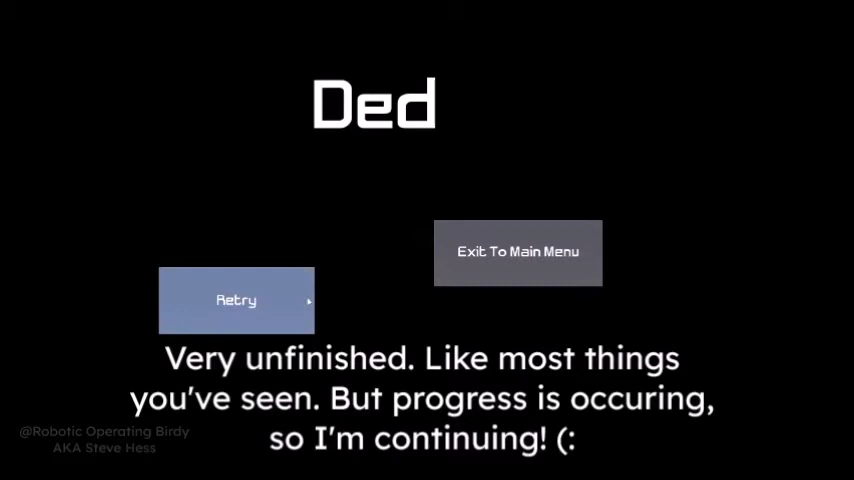 Ded
Exit To Main Menu
Retry
Very unfinished. Like most things
you've seen. But progress is occuring,
so I'm continuing! (:
@Robotic Operating Birdy
AKA Steve Hess